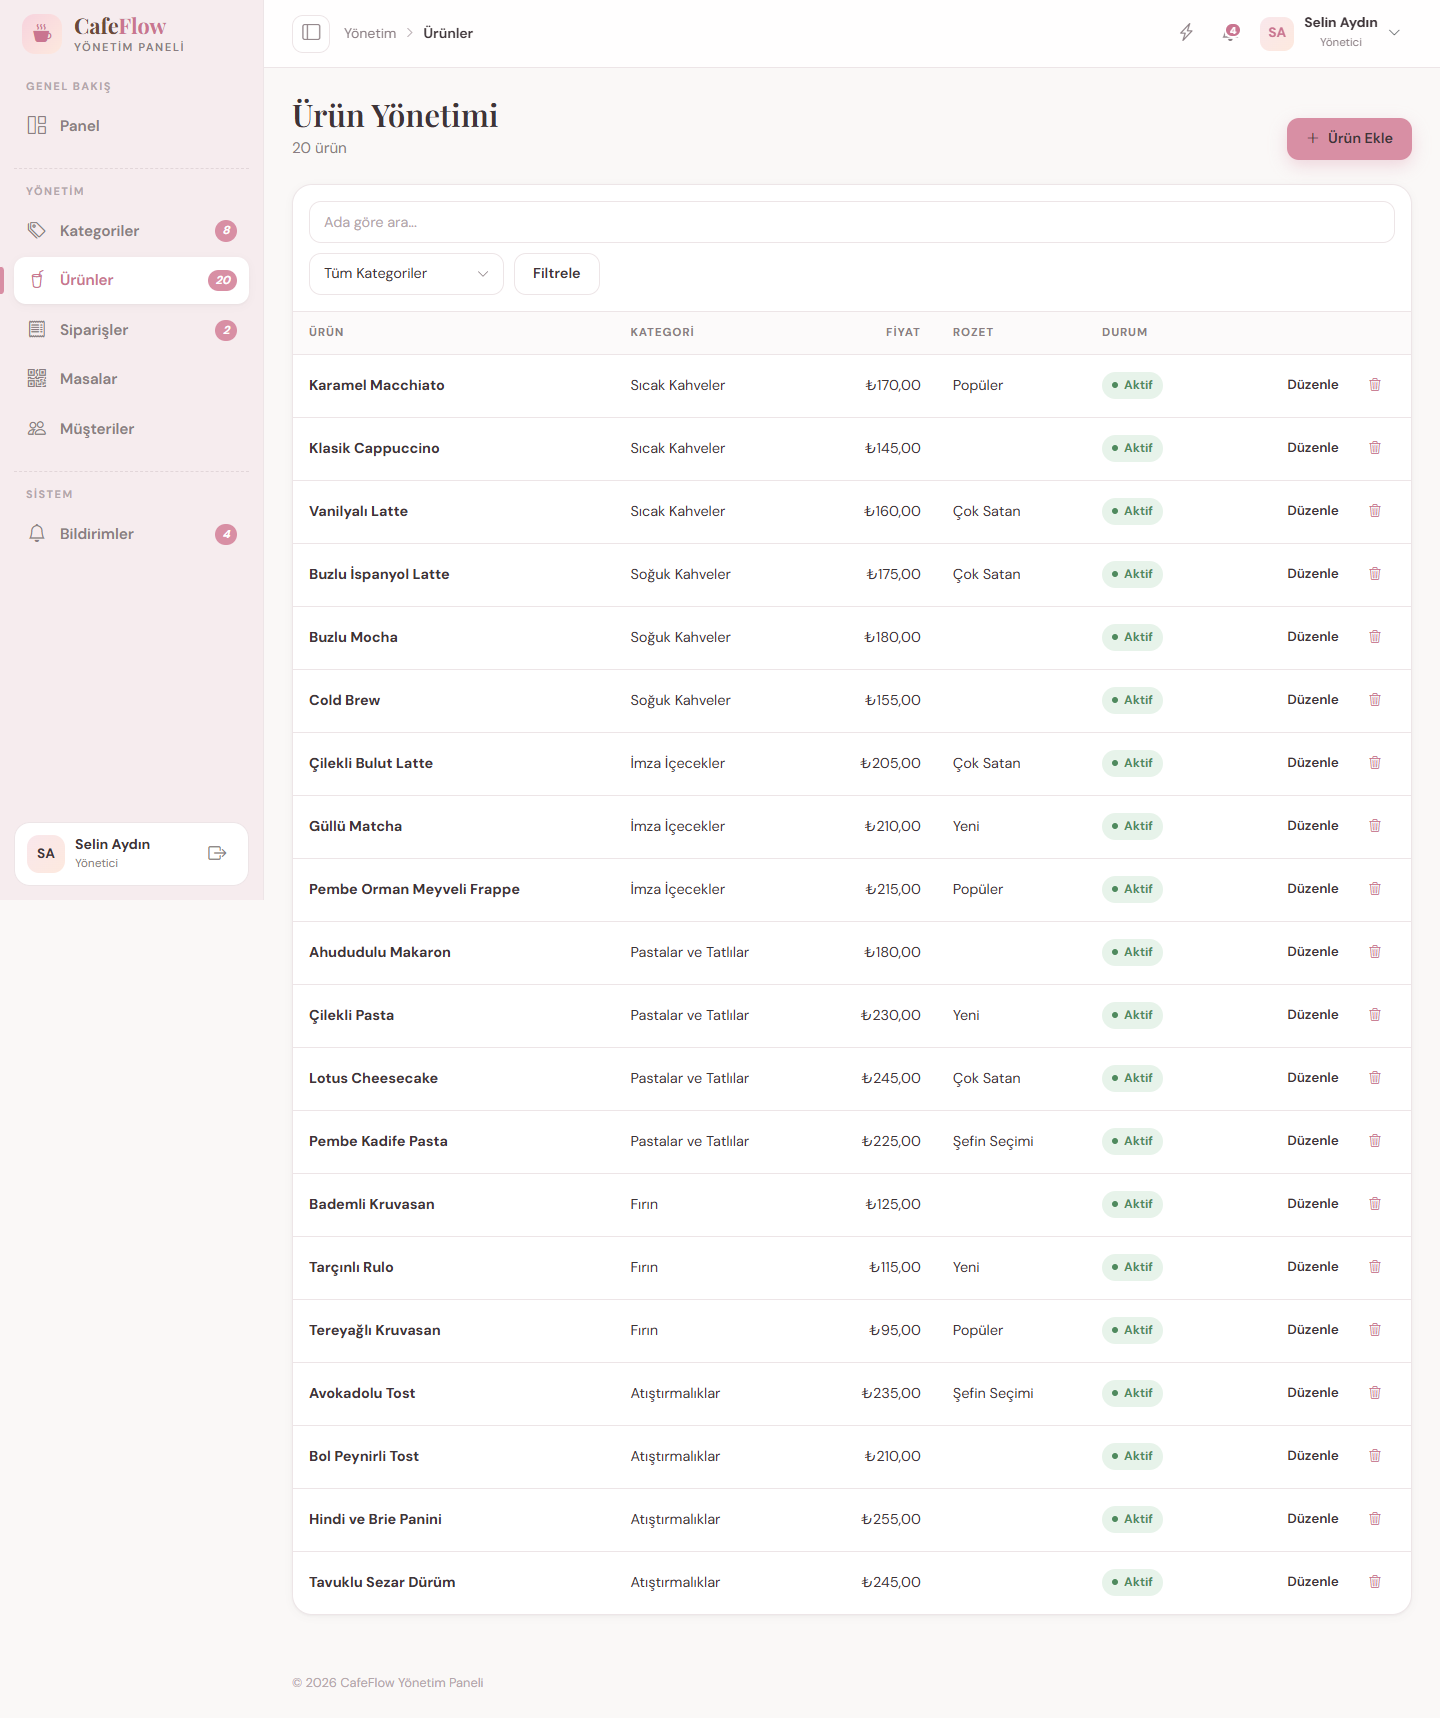 CafeFlow
YÖNETİM PANELİ
GENEL BAKIŞ
Panel
YÖNETİM
Kategoriler 8
Ürünler 20
Siparişler 2
Masalar
Müşteriler
SİSTEM
Bildirimler 4
SA Selin Aydın
Yönetici
Yönetim > Ürünler
4
SA Selin Aydın
Yönetici
Ürün Yönetimi
20 ürün
+ Ürün Ekle
Ada göre ara...
Tüm Kategoriler Filtrele
ÜRÜN KATEGORİ FİYAT ROZET DURUM
Karamel Macchiato Sıcak Kahveler ₺170,00 Popüler Aktif Düzenle
Klasik Cappuccino Sıcak Kahveler ₺145,00 Aktif Düzenle
Vanilyalı Latte Sıcak Kahveler ₺160,00 Çok Satan Aktif Düzenle
Buzlu İspanyol Latte Soğuk Kahveler ₺175,00 Çok Satan Aktif Düzenle
Buzlu Mocha Soğuk Kahveler ₺180,00 Aktif Düzenle
Cold Brew Soğuk Kahveler ₺155,00 Aktif Düzenle
Çilekli Bulut Latte İmza İçecekler ₺205,00 Çok Satan Aktif Düzenle
Güllü Matcha İmza İçecekler ₺210,00 Yeni Aktif Düzenle
Pembe Orman Meyveli Frappe İmza İçecekler ₺215,00 Popüler Aktif Düzenle
Ahududulu Makaron Pastalar ve Tatlılar ₺180,00 Aktif Düzenle
Çilekli Pasta Pastalar ve Tatlılar ₺230,00 Yeni Aktif Düzenle
Lotus Cheesecake Pastalar ve Tatlılar ₺245,00 Çok Satan Aktif Düzenle
Pembe Kadife Pasta Pastalar ve Tatlılar ₺225,00 Şefin Seçimi Aktif Düzenle
Bademli Kruvasan Fırın ₺125,00 Aktif Düzenle
Tarçınlı Rulo Fırın ₺115,00 Yeni Aktif Düzenle
Tereyağlı Kruvasan Fırın ₺95,00 Popüler Aktif Düzenle
Avokadolu Tost Atıştırmalıklar ₺235,00 Şefin Seçimi Aktif Düzenle
Bol Peynirli Tost Atıştırmalıklar ₺210,00 Aktif Düzenle
Hindi ve Brie Panini Atıştırmalıklar ₺255,00 Aktif Düzenle
Tavuklu Sezar Dürüm Atıştırmalıklar ₺245,00 Aktif Düzenle
© 2026 CafeFlow Yönetim Paneli